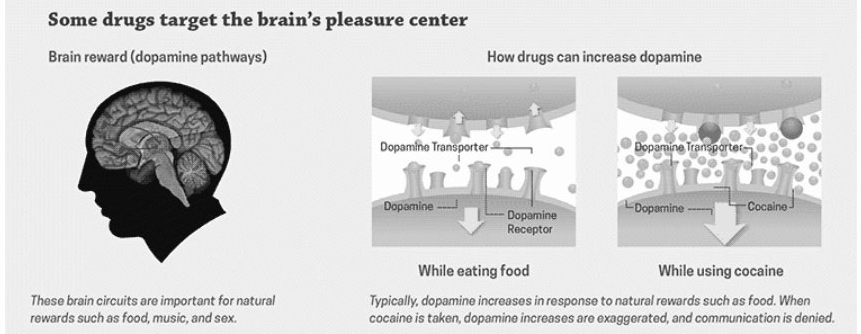 Some drugs target the brain's pleasure center
Brain reward (dopamine pathways)
These brain circuits are important for natural
rewards such as food, music, and sex.
How drugs can increase dopamine
Dopamine Transporter
Dopamine
Dopamine
Receptor
While eating food
Dopamine Transporter
Dopamine
Cocaine
While using cocaine
Typically, dopamine increases in response to natural rewards such as food. When
cocaine is taken, dopamine increases are exaggerated, and communication is denied.